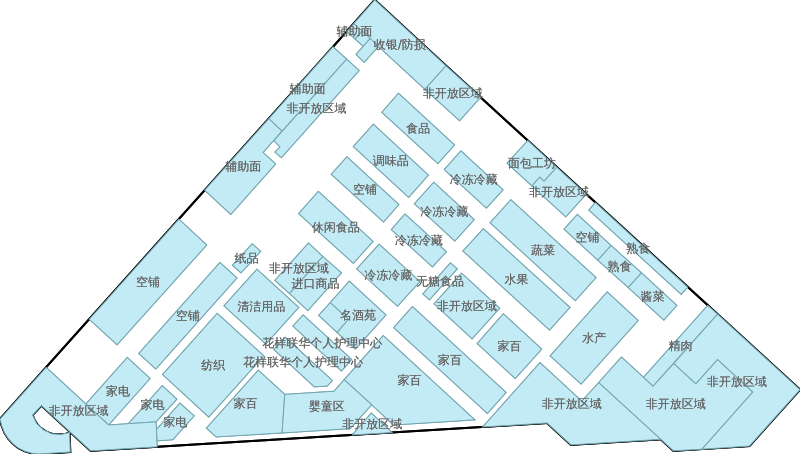 辅助面
收银/防损
辅助面
非开放区域
非开放区域
食品
辅助面
调味品
面包工坊
冷冻冷藏
空铺
非开放区域
冷冻冷藏
休闲食品
空铺
冷冻冷藏
熟食
蔬菜
纸品
非开放区域
熟食
冷冻冷藏
无糖食品
水果
空铺
进口商品
酱菜
清洁用品
非开放区域
空铺
名酒苑
水产
花样联华个人护理中心
家百
精肉
花样联华个人护理中心
家百
纺织
家百
非开放区域
家电
家电
家百
婴童区
非开放区域
非开放区域
非开放区域
家电
非开放区域